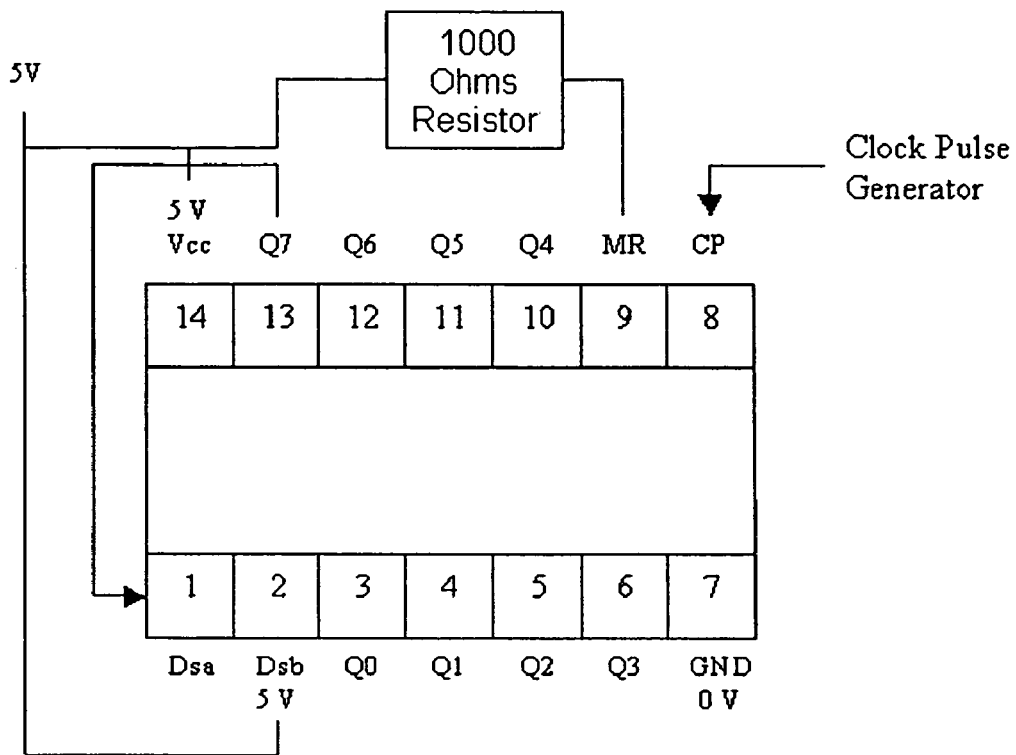 1000
Ohms
Resistor
5V
Clock Pulse
Generator
5 V
Vcc Q7 Q6 Q5 Q4 MR CP
14 13 12 11 10 9 8
1 2 3 4 5 6 7
Dsa Dsb Q0 Q1 Q2 Q3 GND
5 V 0 V